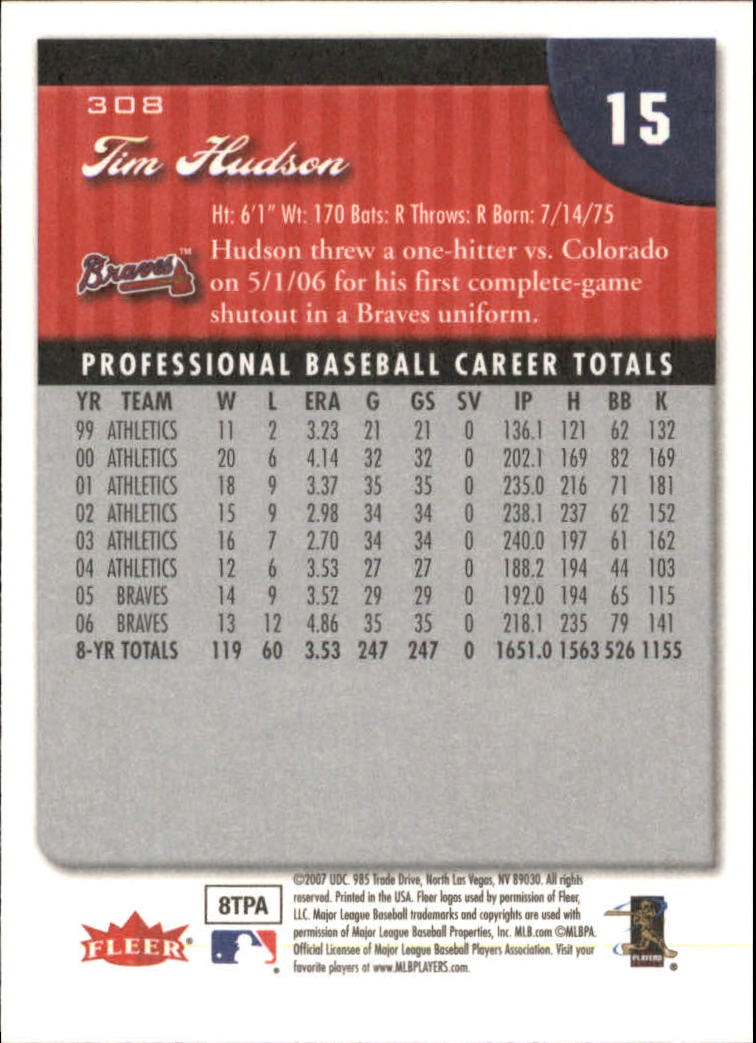 308
15
Tim Hudson
Ht: 6'1" Wt: 170 Bats: R Throws: R Born: 7/14/75
Braves™
Hudson threw a one-hitter vs. Colorado
on 5/1/06 for his first complete-game
shutout in a Braves uniform.
PROFESSIONAL BASEBALL CAREER TOTALS
YR TEAM W L ERA G GS SV IP H BB K
99 ATHLETICS 11 2 3.23 21 21 0 136.1 121 62 132
00 ATHLETICS 20 6 4.14 32 32 0 202.1 169 82 169
01 ATHLETICS 18 9 3.37 35 35 0 235.0 216 71 181
02 ATHLETICS 15 9 2.98 34 34 0 238.1 237 62 152
03 ATHLETICS 16 7 2.70 34 34 0 240.0 197 61 162
04 ATHLETICS 12 6 3.53 27 27 0 188.2 194 44 103
05 BRAVES 14 9 3.52 29 29 0 192.0 194 65 115
06 BRAVES 13 12 4.86 35 35 0 218.1 235 79 141
8-YR TOTALS 119 60 3.53 247 247 0 1651.0 1563 526 1155
©2007 UDC. 985 Trade Drive, North Las Vegas, NV 89030. All rights
reserved. Printed in the USA. Fleer logos used by permission of Fleer,
LLC. Major League Baseball trademarks and copyrights are used with
permission of Major League Baseball Properties, Inc. MLB.com ©MLBPA
Official Licensee of Major League Baseball Players Association. Visit your
favorite players at www.MLBPLAYERS.com.
8TPA
FLEER®
®
PLAYERS
®